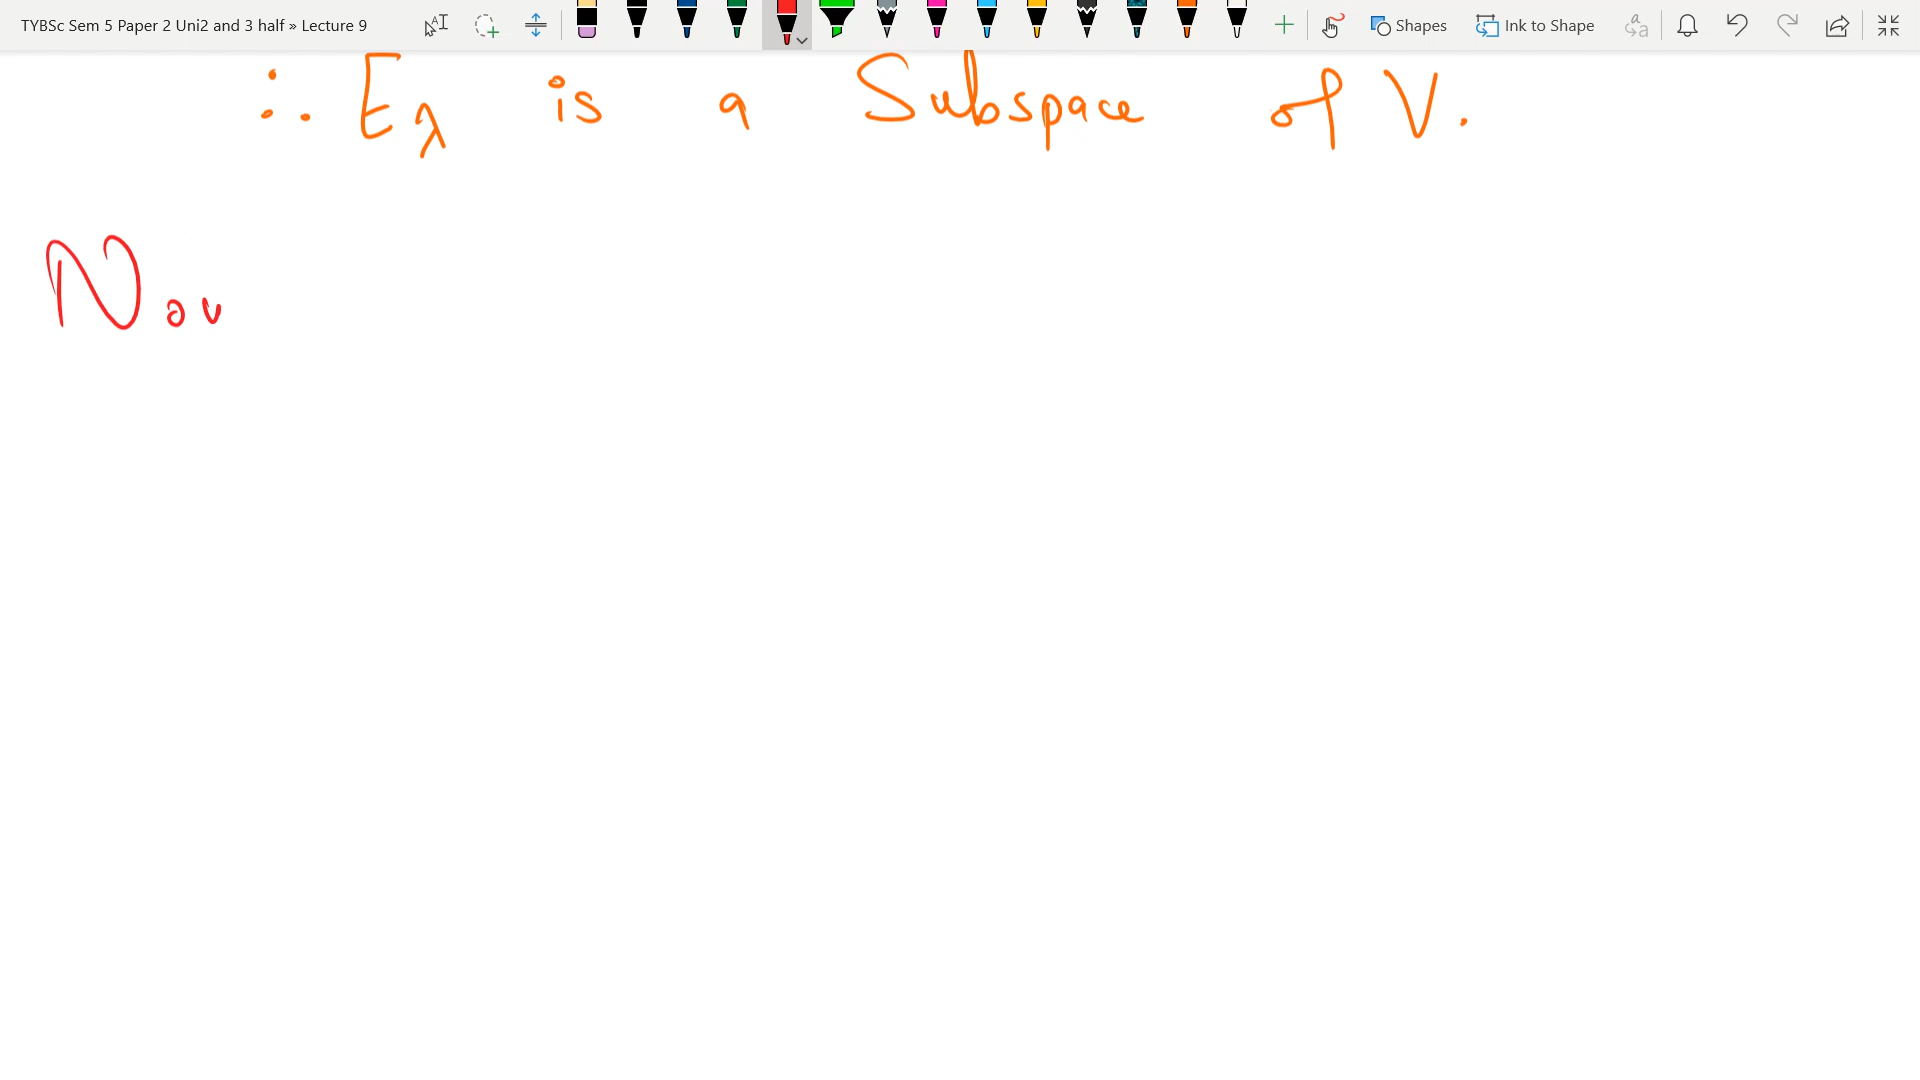 TYBSc Sem 5 Paper 2 Uni2 and 3 half » Lecture 9 Shapes Ink to Shape
∴ Eλ is a Subspace of V.
Nov